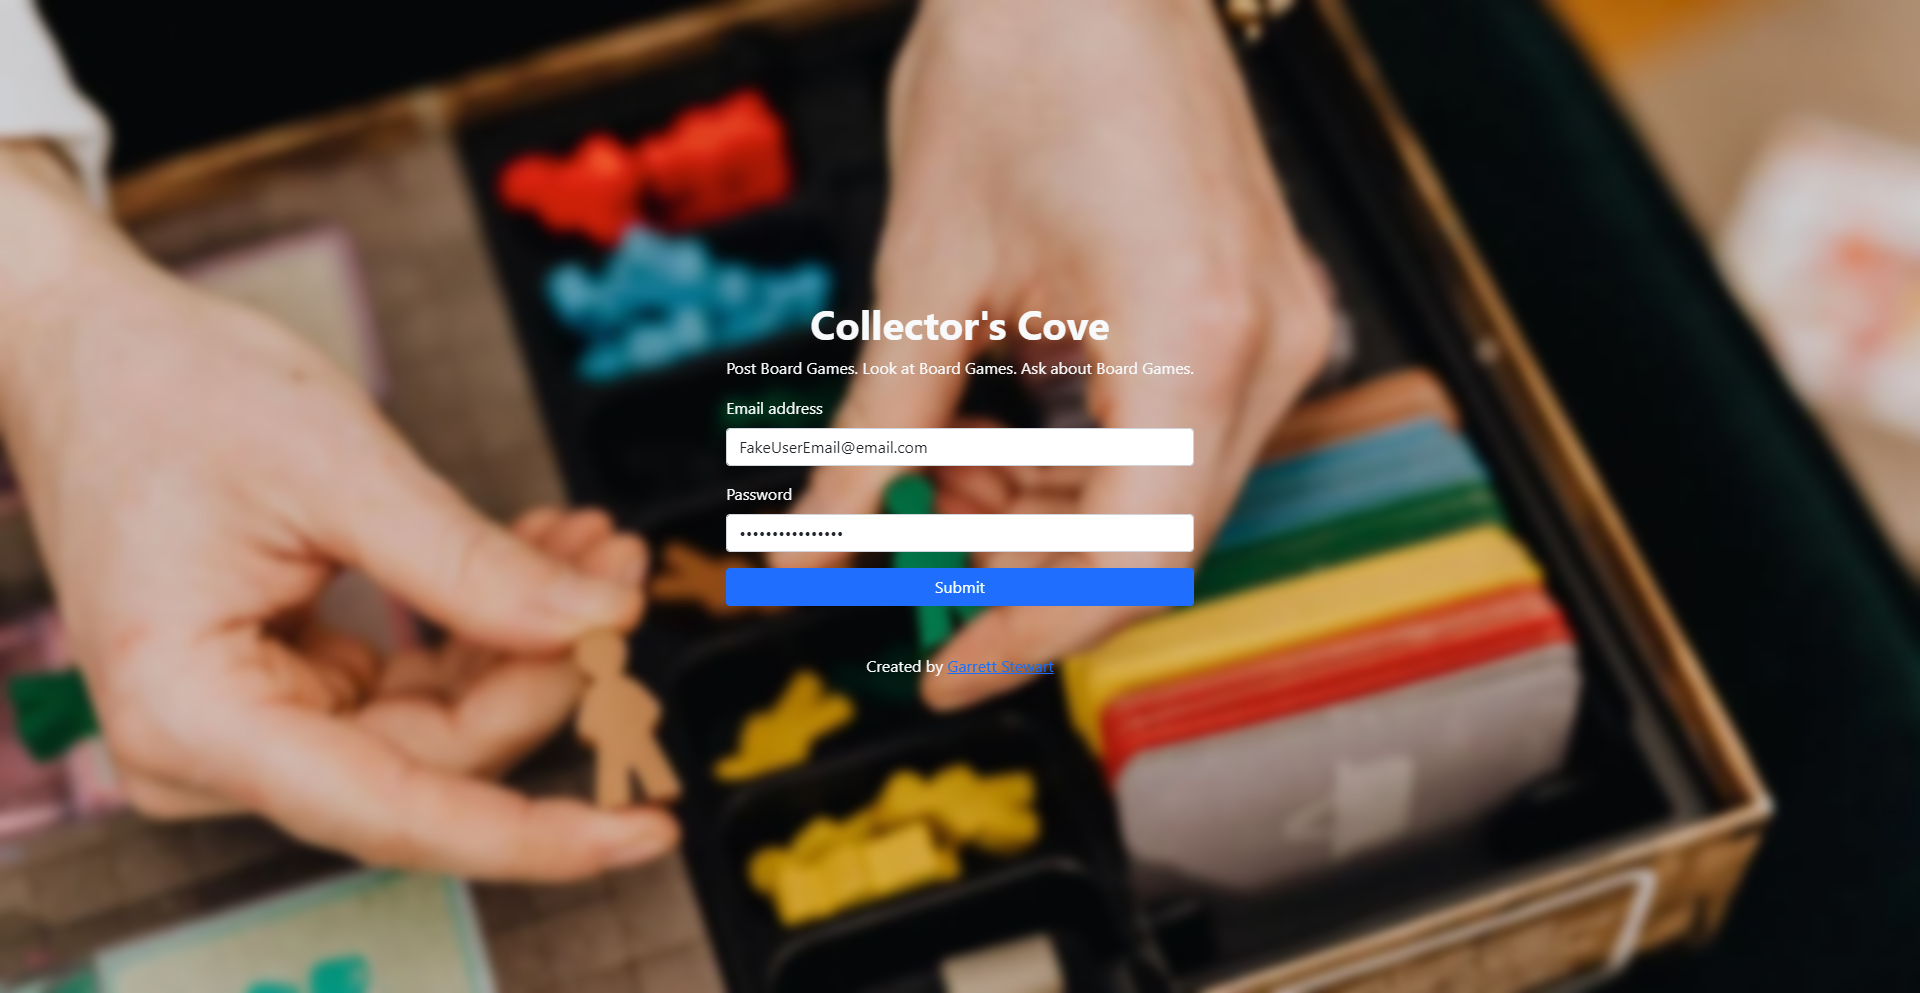 Collector's Cove
Post Board Games. Look at Board Games. Ask about Board Games.
Email address
FakeUserEmail@email.com
Password
••••••••••••••••
Submit
Created by Garrett Stewart